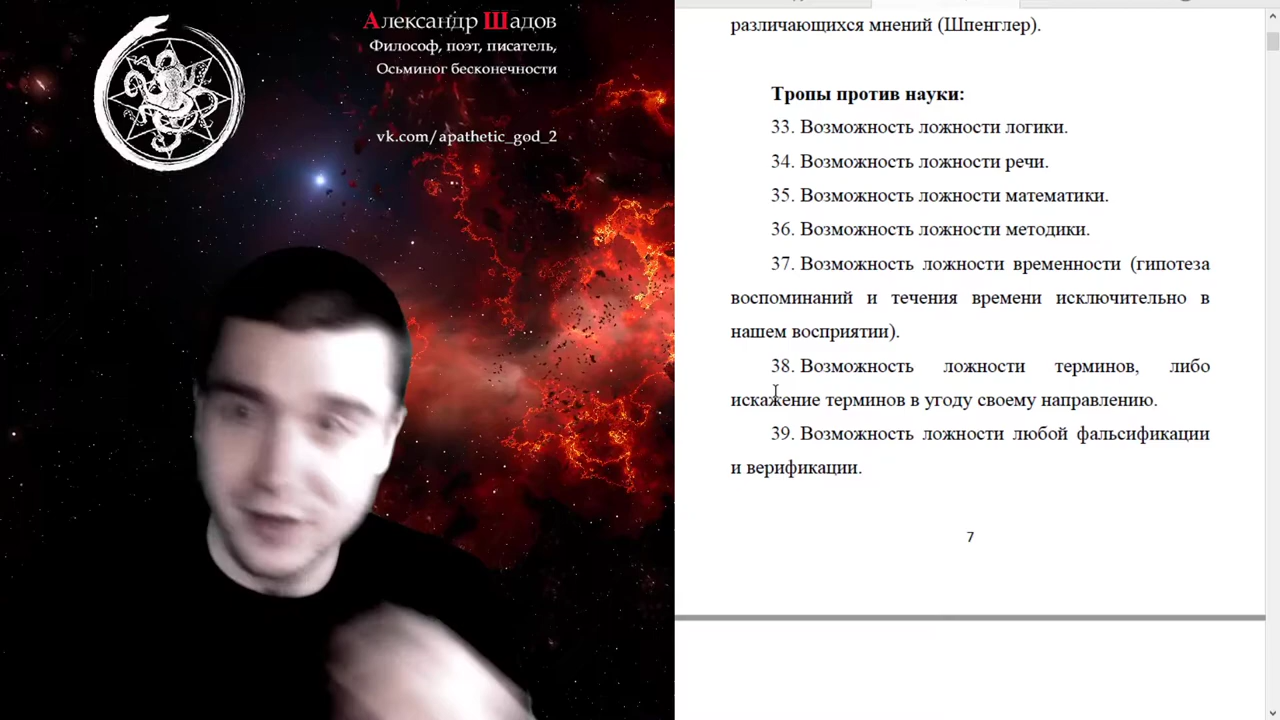 Александр Шадов
Философ, поэт, писатель,
Осьминог бесконечности
vk.com/apathetic_god_2
различающихся мнений (Шпенглер).
Тропы против науки:
33. Возможность ложности логики.
34. Возможность ложности речи.
35. Возможность ложности математики.
36. Возможность ложности методики.
37. Возможность ложности временности (гипотеза
воспоминаний и течения времени исключительно в
нашем восприятии).
38. Возможность ложности терминов, либо
искажение терминов в угоду своему направлению.
39. Возможность ложности любой фальсификации
и верификации.
7